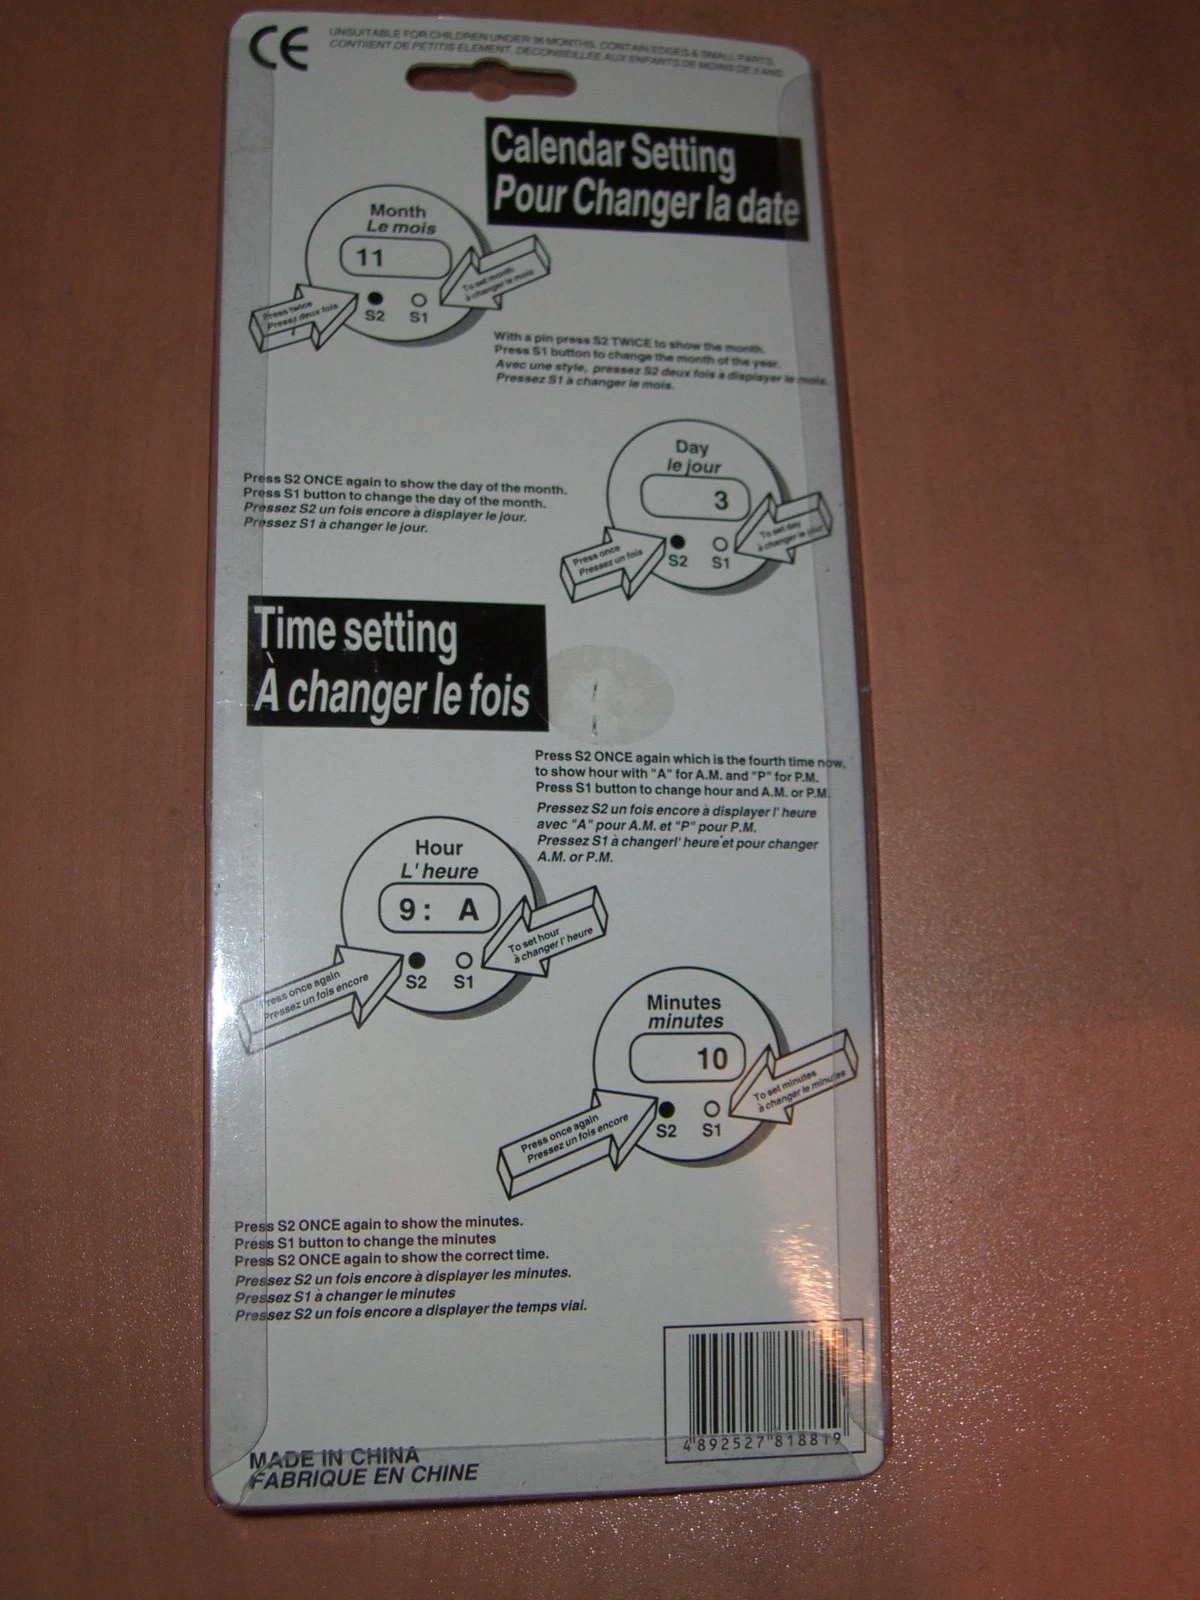 CE
UNSUITABLE FOR CHILDREN UNDER 36 MONTHS. CONTAIN EDGES & SMALL PARTS.
CONTIENT DE PETITIS ÉLEMENT, DECONSEILLÉE AUX ENFANTS DE MOINS DE 3 ANS.
Calendar Setting
Pour Changer la date
Month
Le mois
11
S2 S1
Press twice
Pressez deux fois
To set month
à changer le mois
With a pin press S2 TWICE to show the month.
Press S1 button to change the month of the year.
Avec une style, pressez S2 deux fois à displayer le mois.
Pressez S1 à changer le mois.
Day
le jour
3
S2 S1
Press once
Pressez un fois
To set day
à changer le jour
Press S2 ONCE again to show the day of the month.
Press S1 button to change the day of the month.
Pressez S2 un fois encore à displayer le jour.
Pressez S1 à changer le jour.
Time setting
À changer le fois
Press S2 ONCE again which is the fourth time now,
to show hour with "A" for A.M. and "P" for P.M.
Press S1 button to change hour and A.M. or P.M.
Pressez S2 un fois encore à displayer l' heure
avec "A" pour A.M. et "P" pour P.M.
Pressez S1 à changerl' heure et pour changer
A.M. or P.M.
Hour
L' heure
9: A
S2 S1
Press once again
Pressez un fois encore
To set hour
à changer l' heure
Minutes
minutes
10
S2 S1
Press once again
Pressez un fois encore
To set minutes
à changer le minutes
Press S2 ONCE again to show the minutes.
Press S1 button to change the minutes
Press S2 ONCE again to show the correct time.
Pressez S2 un fois encore à displayer les minutes.
Pressez S1 à changer le minutes
Pressez S2 un fois encore a displayer the temps viai.
4 892527 818819
MADE IN CHINA
FABRIQUE EN CHINE